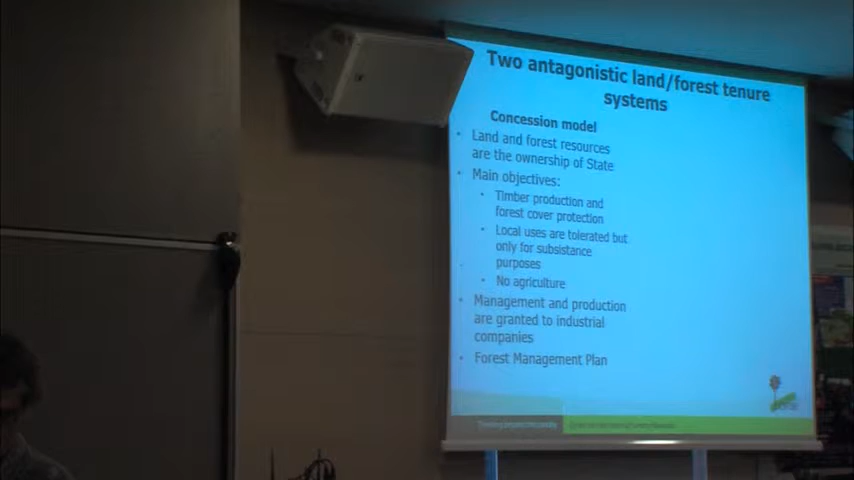 Two antagonistic land/forest tenure
systems
Concession model
• Land and forest resources
are the ownership of State
• Main objectives:
• Timber production and
forest cover protection
• Local uses are tolerated but
only for subsistance
purposes
• No agriculture
• Management and production
are granted to industrial
companies
• Forest Management Plan